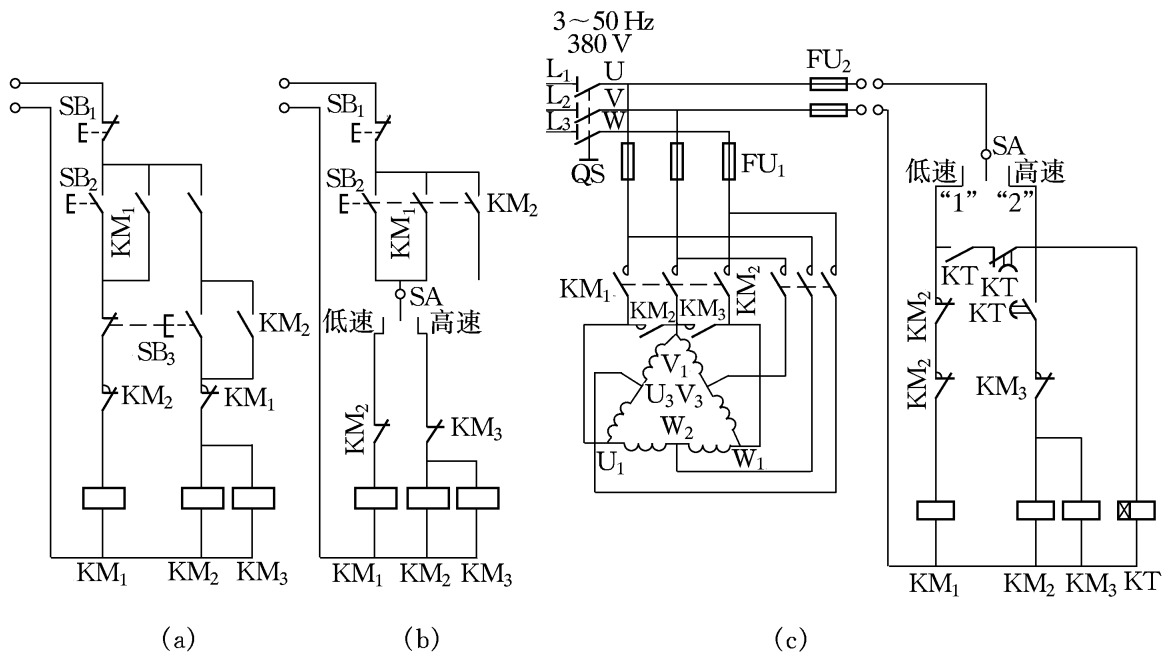 3～50 Hz
380 V
L₁ U
L₂ V
L₃ W
QS
FU₁
FU₂
SB₁
SB₂
KM₁
SB₃
KM₂
KM₂
KM₁
KM₁ KM₂ KM₃
(a)
SB₁
SB₂
KM₁
KM₂
SA
低速 高速
KM₂
KM₃
KM₁ KM₂ KM₃
(b)
KM₁
KM₂
KM₃
KM₂
V₁
U₃ V₃
W₂
U₁
W₁
SA
低速 高速
“1” “2”
KT
KT
KM₂
KT
KM₂
KM₃
KM₁ KM₂ KM₃ KT
(c)